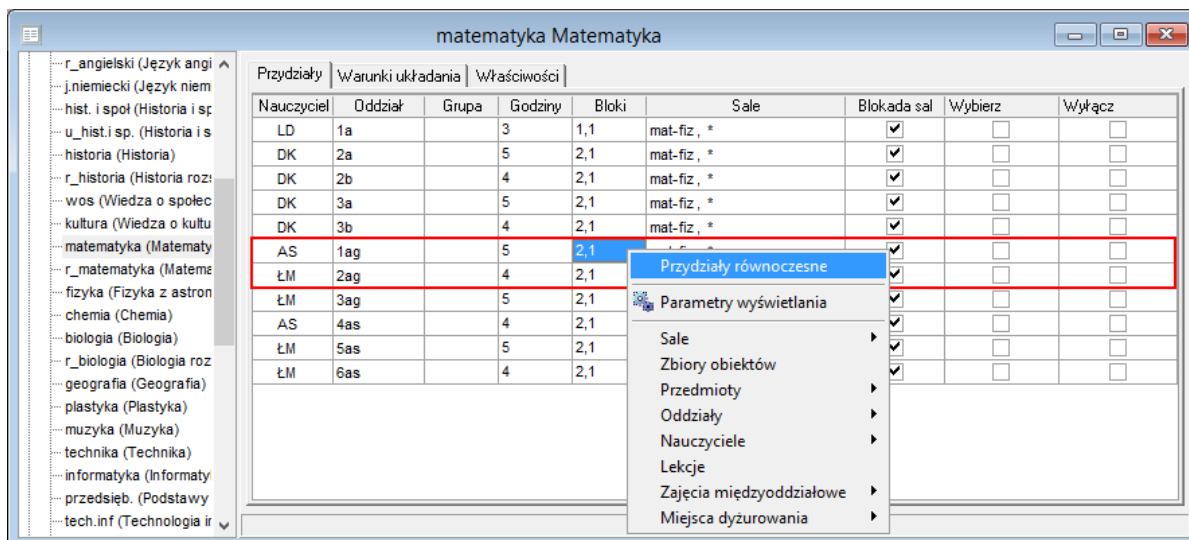 matematyka Matematyka
r_angielski (Język angi
j.niemiecki (Język niem
hist. i społ (Historia i sp
u_hist.i sp. (Historia i s
historia (Historia)
r_historia (Historia rozs
wos (Wiedza o społec
kultura (Wiedza o kultu
matematyka (Matematy
r_matematyka (Matema
fizyka (Fizyka z astron
chemia (Chemia)
biologia (Biologia)
r_biologia (Biologia roz
geografia (Geografia)
plastyka (Plastyka)
muzyka (Muzyka)
technika (Technika)
informatyka (Informaty
przedsięb. (Podstawy
tech.inf (Technologia ir
Przydziały Warunki układania Właściwości
Nauczyciel Oddział Grupa Godziny Bloki Sale Blokada sal Wybierz Wyłącz
LD 1a 3 1,1 mat-fiz , *
DK 2a 5 2,1 mat-fiz , *
DK 2b 4 2,1 mat-fiz , *
DK 3a 5 2,1 mat-fiz , *
DK 3b 4 2,1 mat-fiz , *
AS 1ag 5 2,1
ŁM 2ag 4 2,1
ŁM 3ag 5 2,1
AS 4as 4 2,1
ŁM 5as 5 2,1
ŁM 6as 4 2,1
Przydziały równoczesne
Parametry wyświetlania
Sale
Zbiory obiektów
Przedmioty
Oddziały
Nauczyciele
Lekcje
Zajęcia międzyoddziałowe
Miejsca dyżurowania